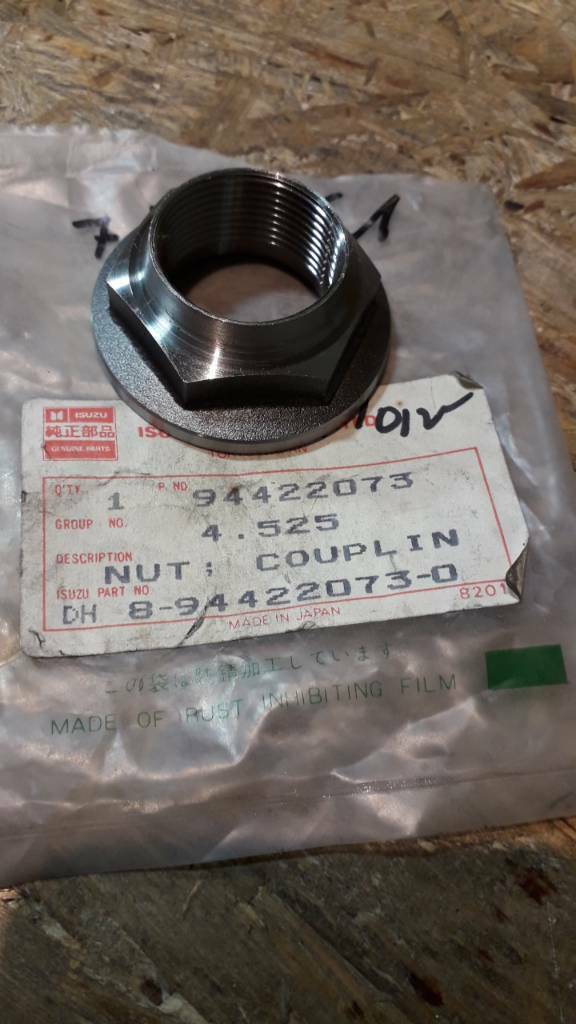 7
1012
ISUZU
純正部品
GENUINE PARTS
Q'TY 1 P. NO. 94422073
GROUP NO. 4.525
DESCRIPTION
NUT; COUPLIN
ISUZU PART NO.
DH 8-94422073-0
8201
MADE IN JAPAN
この袋は防錆加工しています
MADE OF RUST INHIBITING FILM